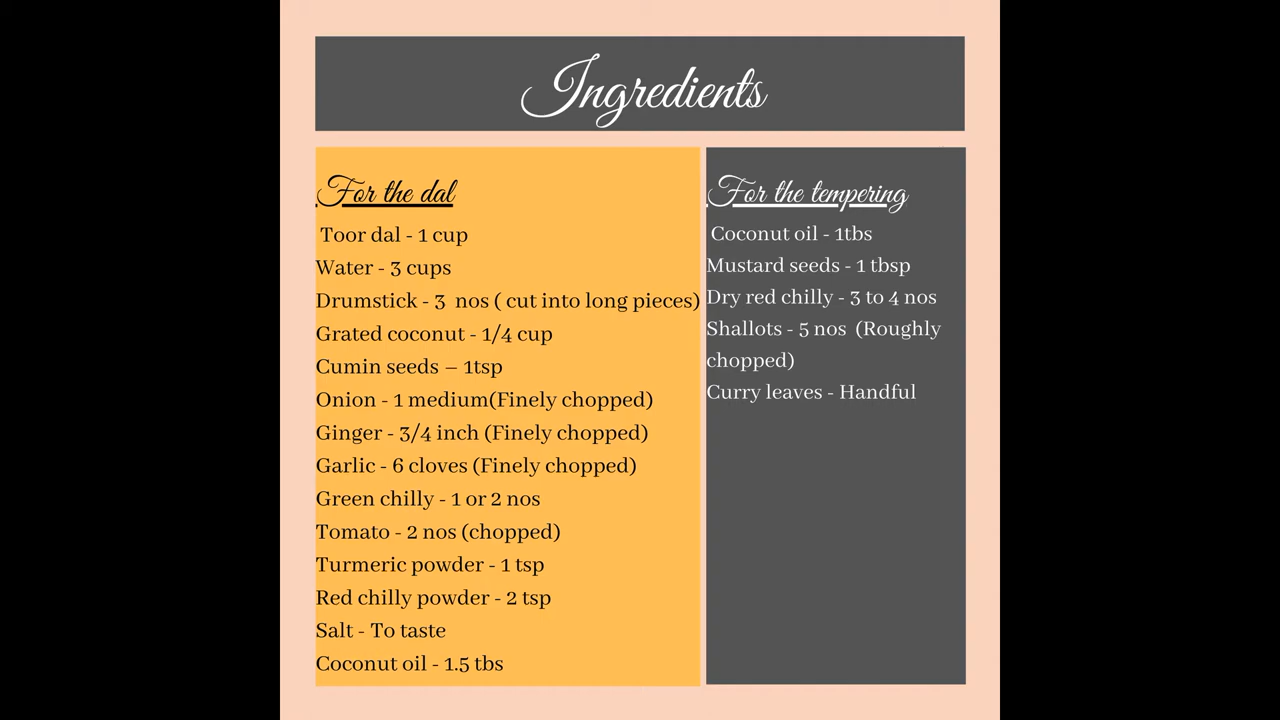 Ingredients
For the dal
Toor dal - 1 cup
Water - 3 cups
Drumstick - 3 nos ( cut into long pieces)
Grated coconut - 1/4 cup
Cumin seeds – 1tsp
Onion - 1 medium(Finely chopped)
Ginger - 3/4 inch (Finely chopped)
Garlic - 6 cloves (Finely chopped)
Green chilly - 1 or 2 nos
Tomato - 2 nos (chopped)
Turmeric powder - 1 tsp
Red chilly powder - 2 tsp
Salt - To taste
Coconut oil - 1.5 tbs
For the tempering
Coconut oil - 1tbs
Mustard seeds - 1 tbsp
Dry red chilly - 3 to 4 nos
Shallots - 5 nos (Roughly
chopped)
Curry leaves - Handful